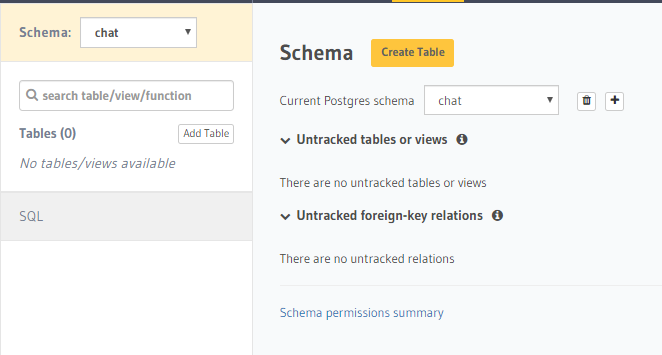 Schema: chat
search table/view/function
Tables (0) Add Table
No tables/views available
SQL
Schema Create Table
Current Postgres schema chat
Untracked tables or views
There are no untracked tables or views
Untracked foreign-key relations
There are no untracked relations
Schema permissions summary